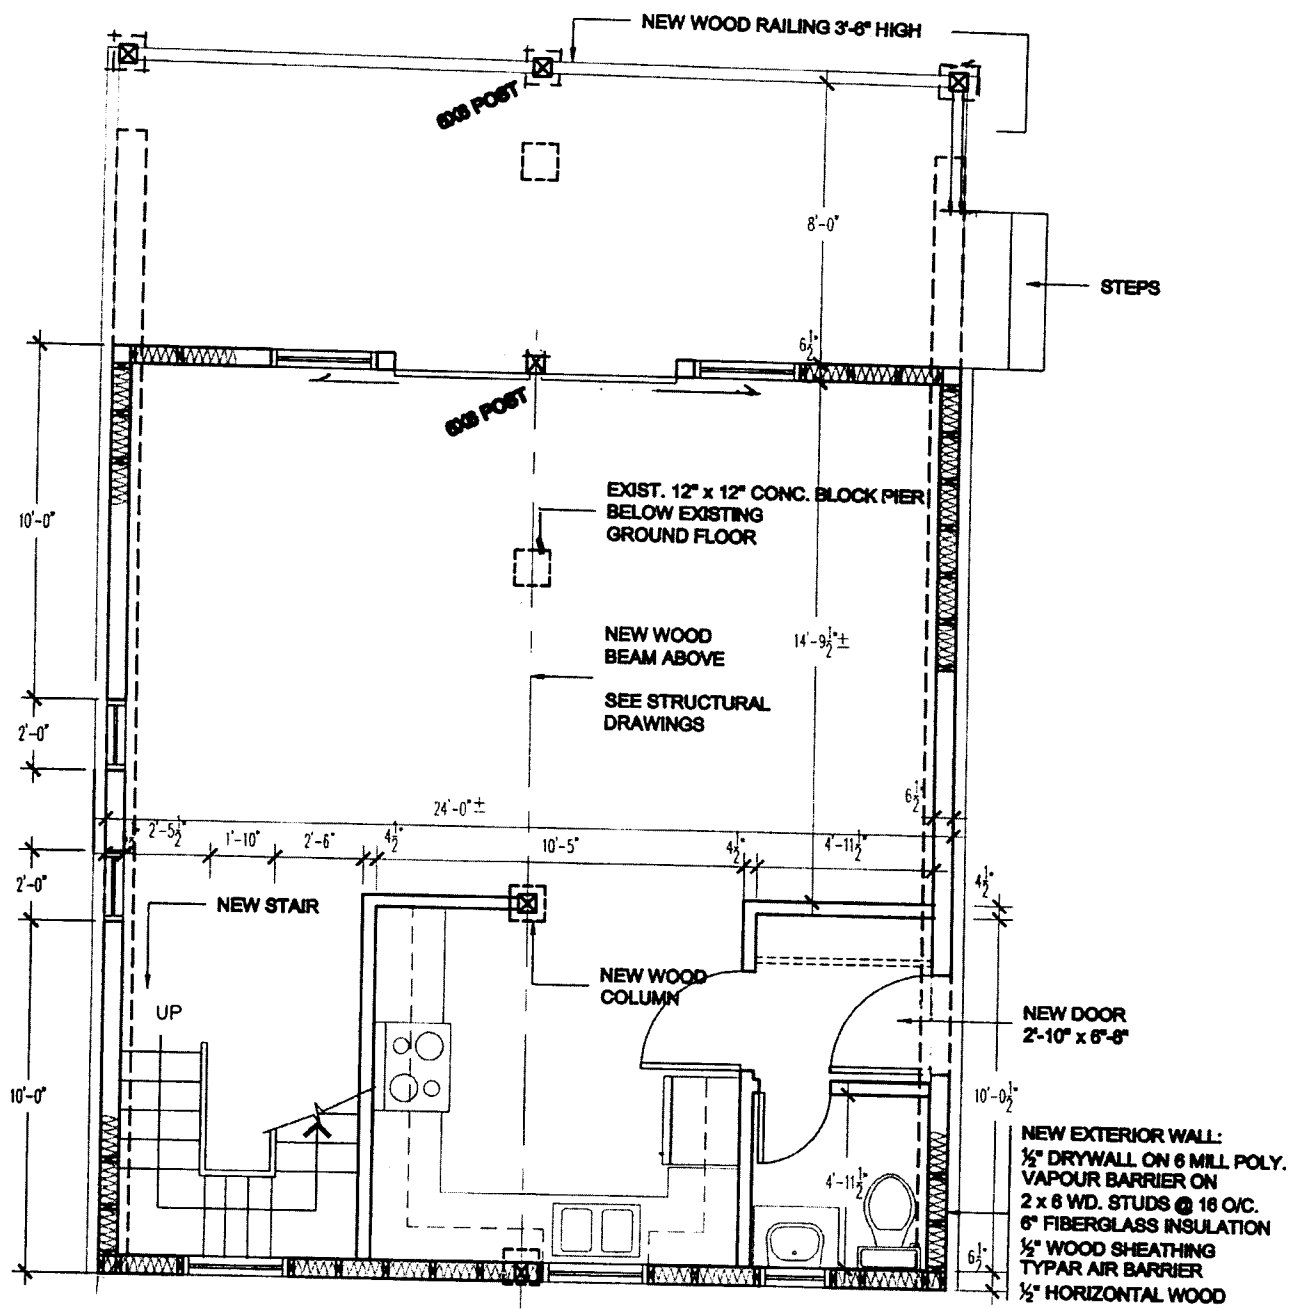 NEW WOOD RAILING 3'-6" HIGH
6X6 POST
8'-0"
STEPS
6½"
6X6 POST
EXIST. 12" x 12" CONC. BLOCK PIER
BELOW EXISTING
GROUND FLOOR
10'-0"
NEW WOOD
BEAM ABOVE
14'-9½"±
SEE STRUCTURAL
DRAWINGS
2'-0"
24'-0"±
6½"
2'-5½"
1'-10"
2'-6"
4½"
10'-5"
4½"
4'-11½"
2'-0"
4½"
NEW STAIR
NEW WOOD
COLUMN
UP
NEW DOOR
2'-10" x 6"-8"
10'-0"
10'-0½"
NEW EXTERIOR WALL:
½" DRYWALL ON 6 MILL POLY.
VAPOUR BARRIER ON
4'-11½"
2 x 6 WD. STUDS @ 16 O/C.
6" FIBERGLASS INSULATION
6½"
½" WOOD SHEATHING
TYPAR AIR BARRIER
½" HORIZONTAL WOOD